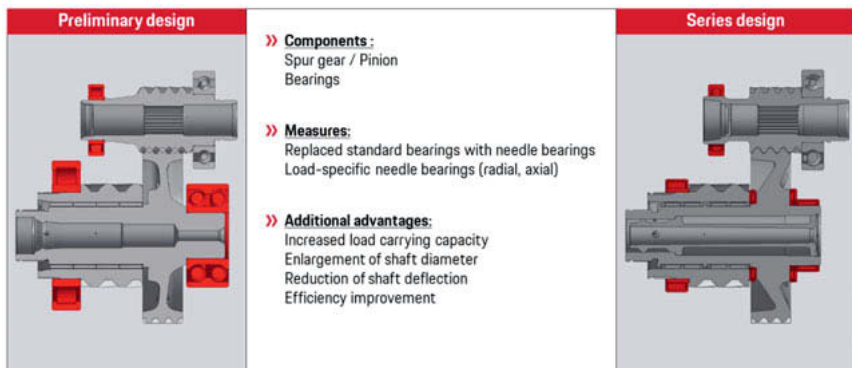 Preliminary design
Series design
» Components :
Spur gear / Pinion
Bearings
» Measures:
Replaced standard bearings with needle bearings
Load-specific needle bearings (radial, axial)
» Additional advantages:
Increased load carrying capacity
Enlargement of shaft diameter
Reduction of shaft deflection
Efficiency improvement